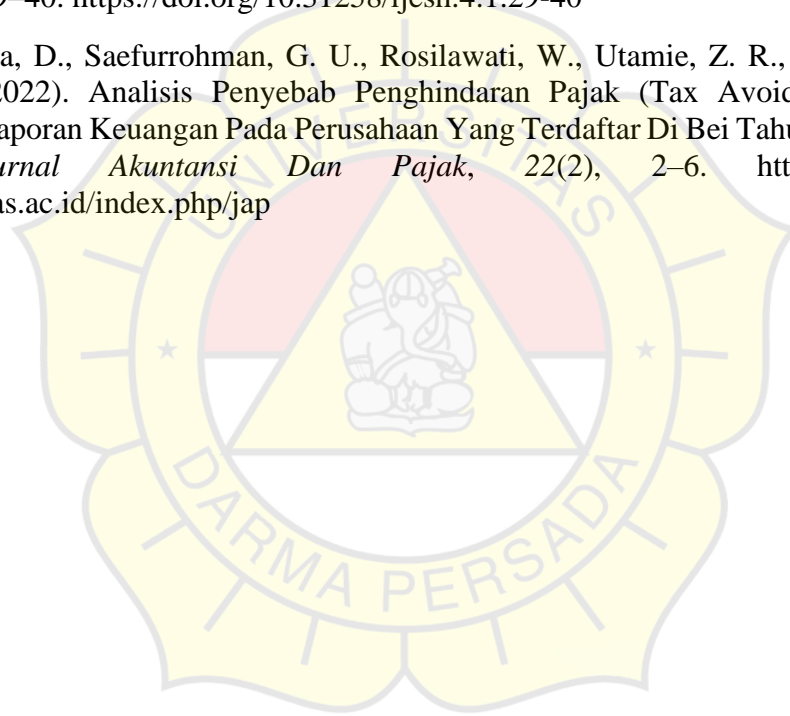 9–40. https://doi.org/10.31258/ijesh.4.1.29-40
a, D., Saefurrohman, G. U., Rosilawati, W., Utamie, Z. R.,
2022). Analisis Penyebab Penghindaran Pajak (Tax Avoid
aporan Keuangan Pada Perusahaan Yang Terdaftar Di Bei Tahu
urnal Akuntansi Dan Pajak, 22(2), 2–6. htt
as.ac.id/index.php/jap
UNIVERSITAS
DARMA PERSADA